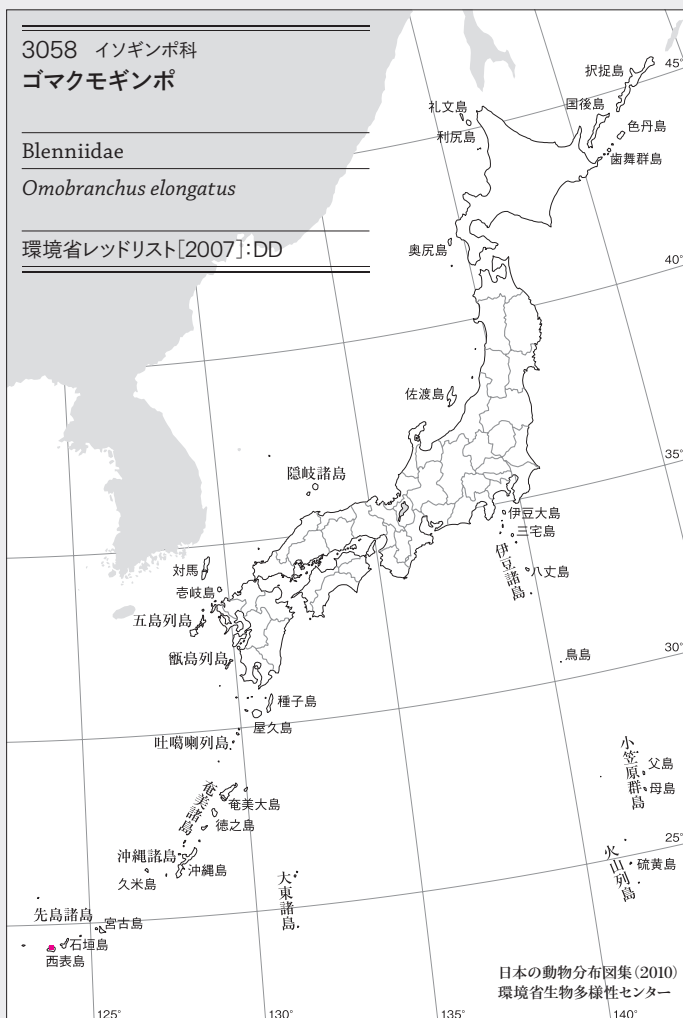 3058 イソギンポ科
ゴマクモギンポ
Blenniidae
Omobranchus elongatus
環境省レッドリスト[2007]:DD
択捉島
45°
礼文島
国後島
色丹島
利尻島
歯舞群島
奥尻島
40°
佐渡島
35°
隠岐諸島
伊豆大島
三宅島
伊豆諸島
八丈島
対馬
壱岐島
五島列島
甑島列島
鳥島
30°
種子島
屋久島
吐噶喇列島
小笠原群島
父島
母島
奄美諸島
奄美大島
徳之島
沖縄諸島
沖縄島
久米島
25°
火山列島
硫黄島
大東諸島
先島諸島
宮古島
石垣島
西表島
日本の動物分布図集(2010)
環境省生物多様性センター
125°
130°
135°
140°